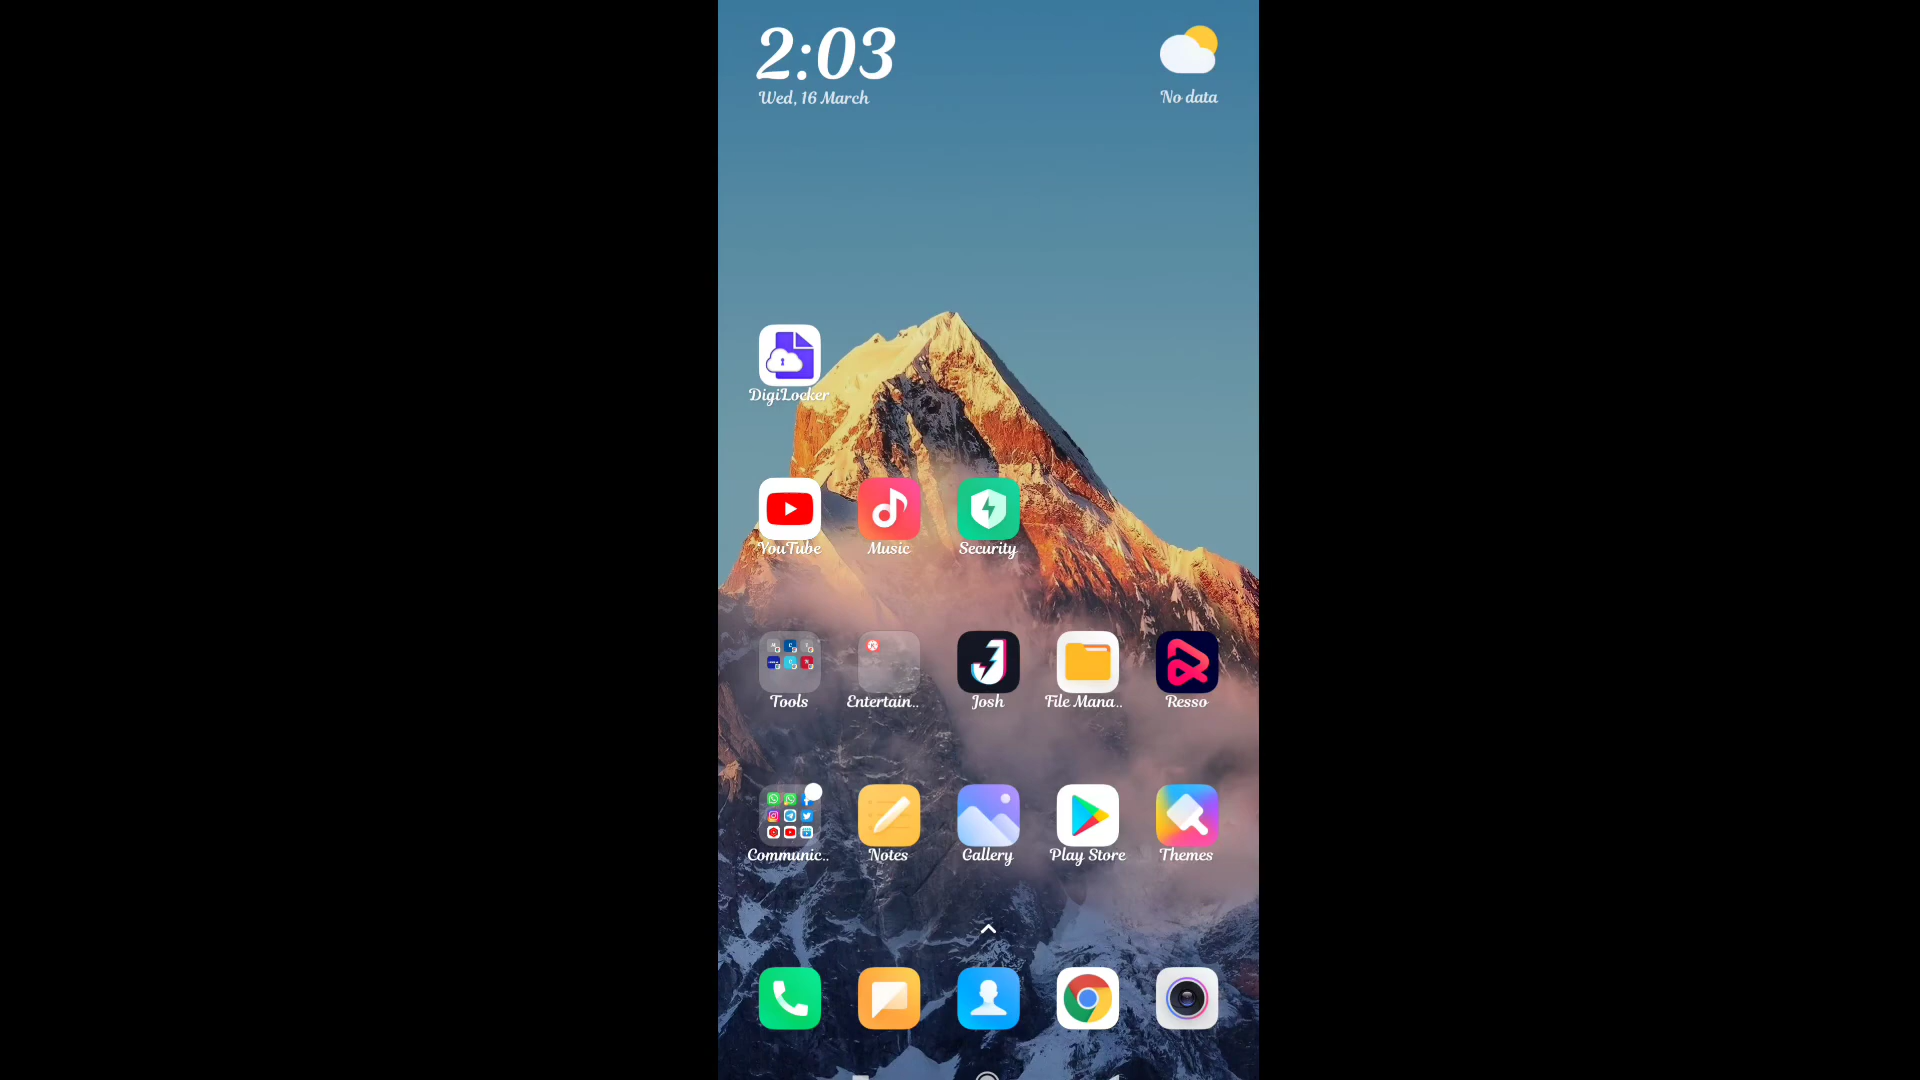 2:03
Wed, 16 March
No data
DigiLocker
YouTube
Music
Security
Tools
Entertain..
Josh
File Mana..
Resso
Communic..
Notes
Gallery
Play Store
Themes